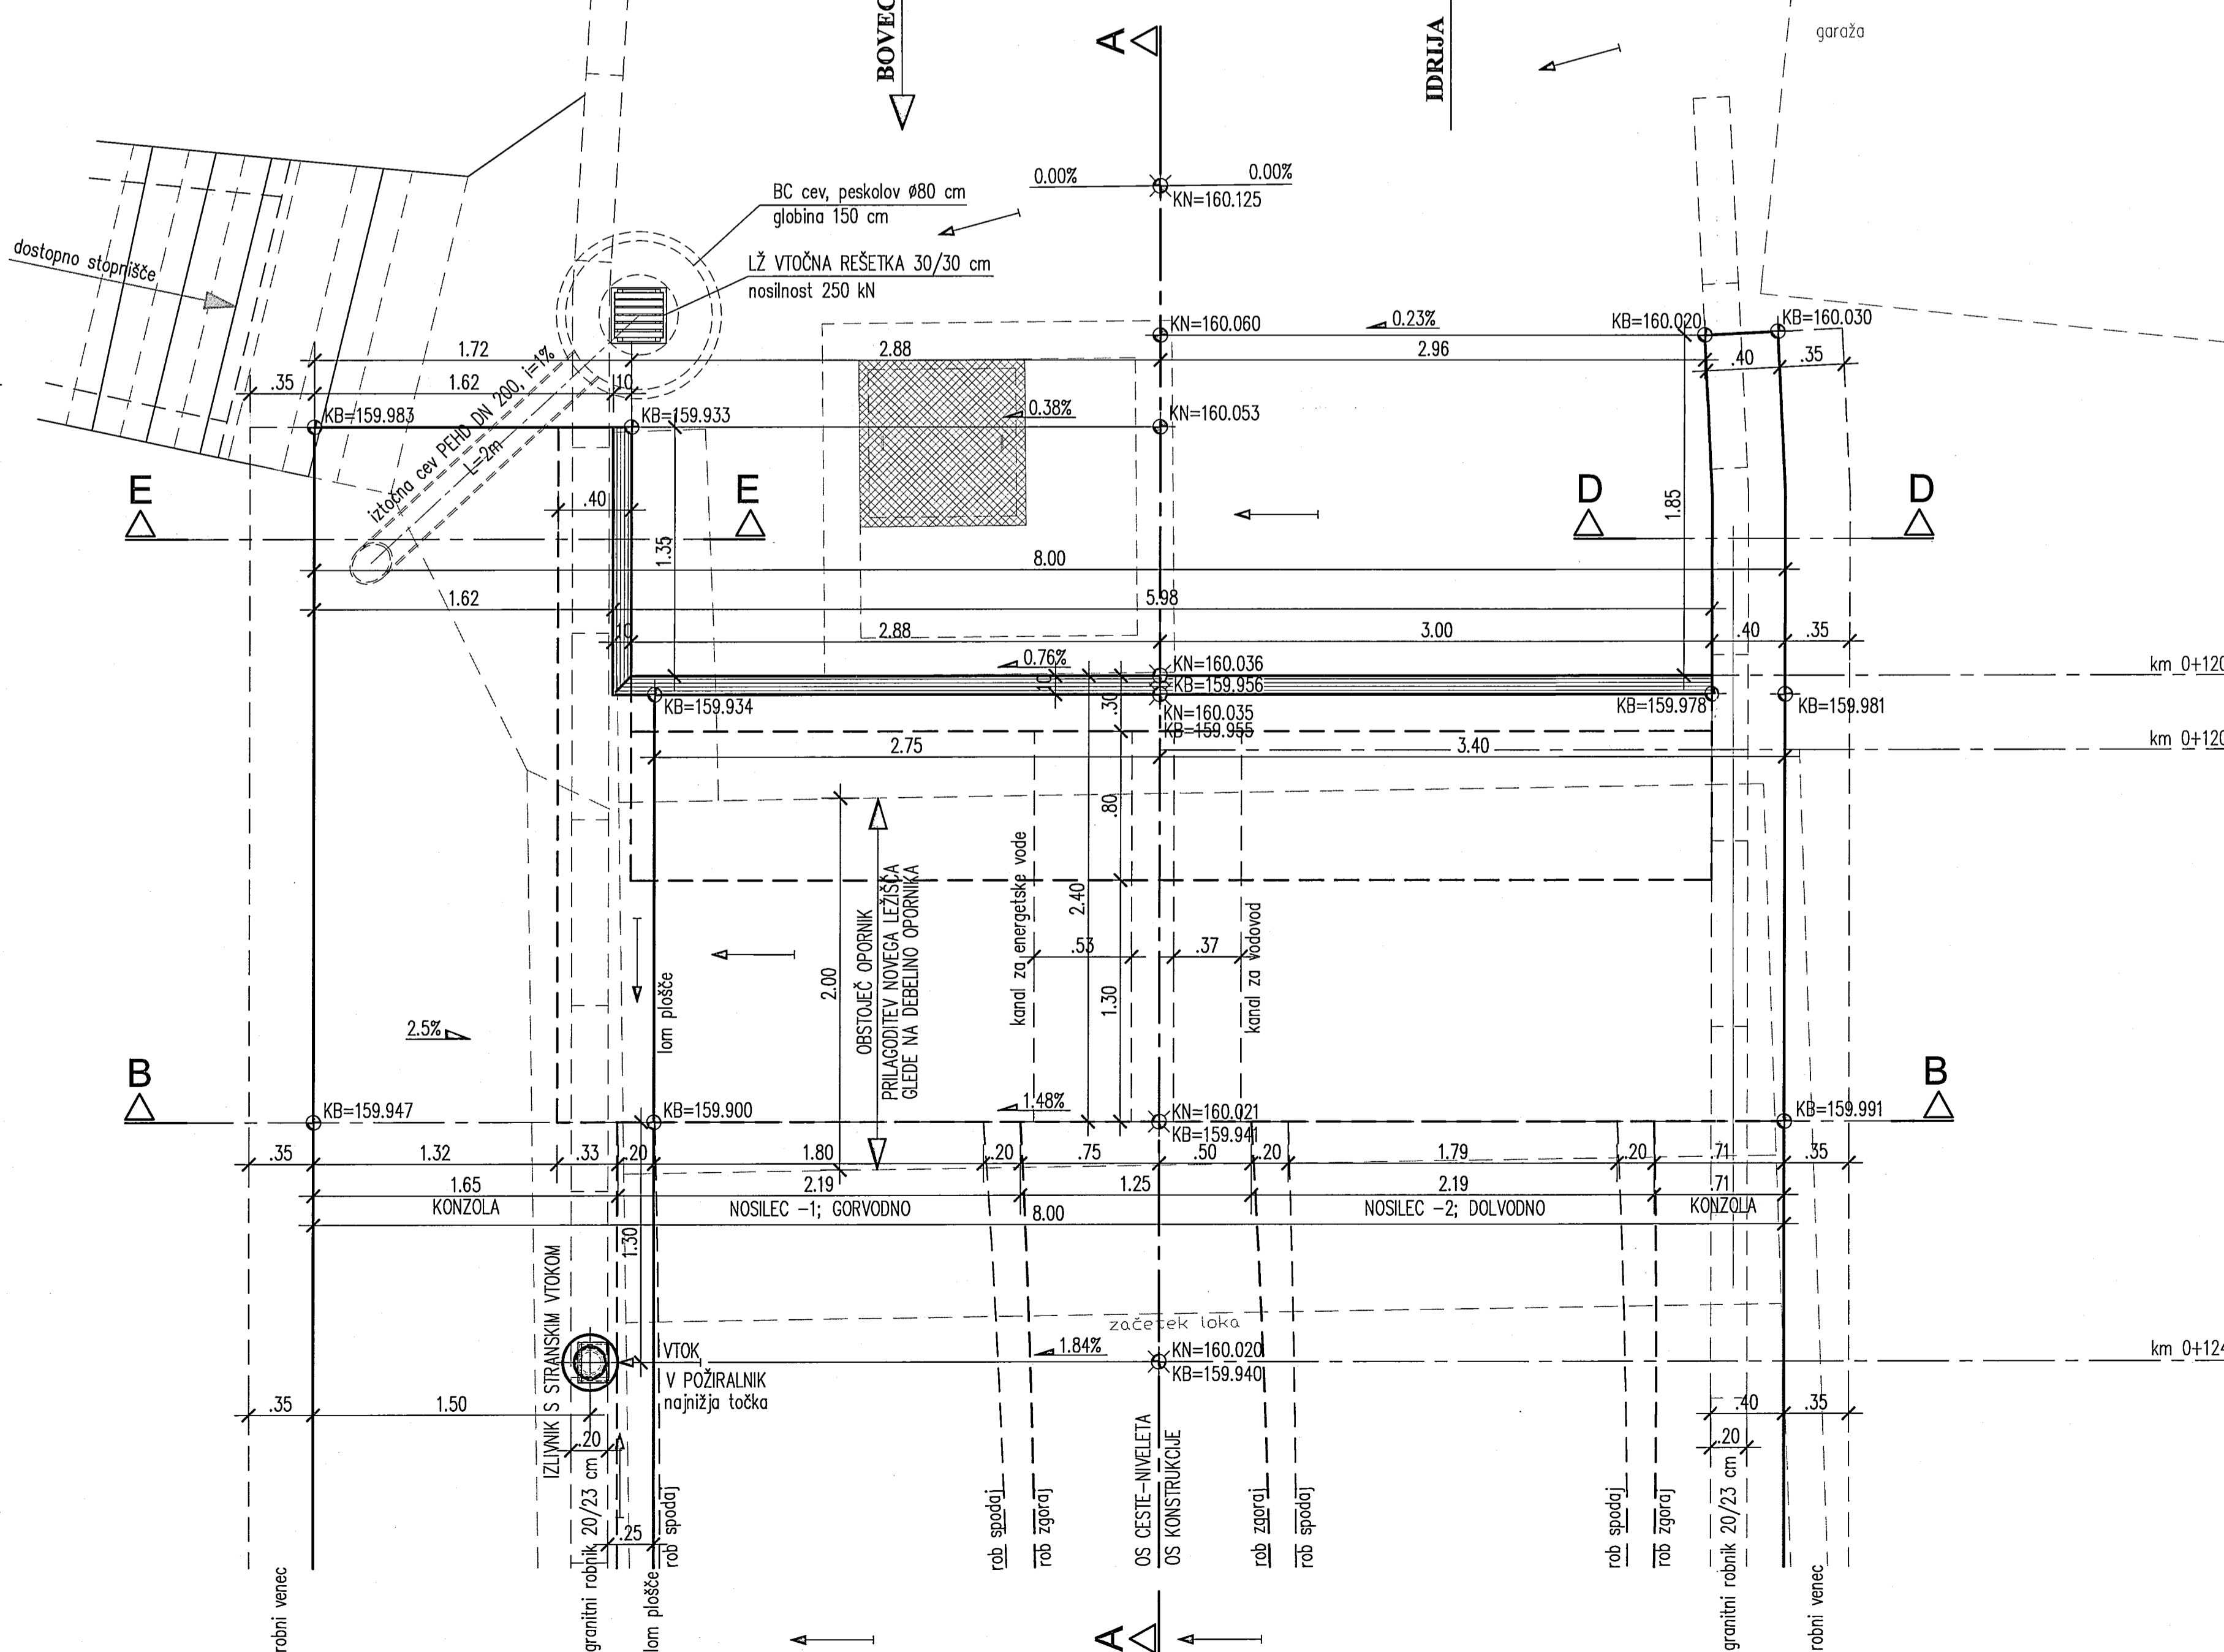 BOVEC
A
IDRIJA
garaža
0.00%
0.00%
KN=160.125
BC cev, peskolov ø80 cm
globina 150 cm
LŽ VTOČNA REŠETKA 30/30 cm
nosilnost 250 kN
dostopno stopnišče
KN=160.060
0.23%
KB=160.020
KB=160.030
1.72
2.88
2.96
.40
.35
.35
1.62
10
KB=159.983
KB=159.933
0.38%
KN=160.053
iztočna cev PEHD DN 200, i=1%
L=2m
E
.40
E
D
D
1.35
1.85
8.00
1.62
5.98
10
2.88
3.00
.40
.35
0.76%
KN=160.036
KB=159.956
km 0+120
10
.30
KB=159.934
KN=160.035
KB=159.955
KB=159.978
KB=159.981
2.75
3.40
km 0+120
.80
2.40
2.00
OBSTOJEČ OPORNIK
PRILAGODITEV NOVEGA LEŽIŠČA
GLEDE NA DEBELINO OPORNIKA
kanal za energetske vode
.53
.37
1.30
kanal za vodovod
lom plošče
2.5%
B
B
KB=159.947
KB=159.900
1.48%
KN=160.021
KB=159.941
KB=159.991
.35
1.32
.33
.20
1.80
.20
.75
.50
.20
1.79
.20
.71
.35
1.65
2.19
1.25
2.19
.71
KONZOLA
NOSILEC -1; GORVODNO
8.00
NOSILEC -2; DOLVODNO
KONZOLA
1.30
IZLIVNIK S STRANSKIM VTOKOM
začetek loka
VTOK
V POŽIRALNIK
najnižja točka
1.84%
KN=160.020
KB=159.940
km 0+124
.35
1.50
.40
.35
.20
.20
.25
robni venec
granitni robnik 20/23 cm
lom plošče
rob spodaj
rob spodaj
rob zgoraj
OS CESTE-NIVELETA
OS KONSTRUKCIJE
rob zgoraj
rob spodaj
rob spodaj
rob zgoraj
granitni robnik 20/23 cm
robni venec
A